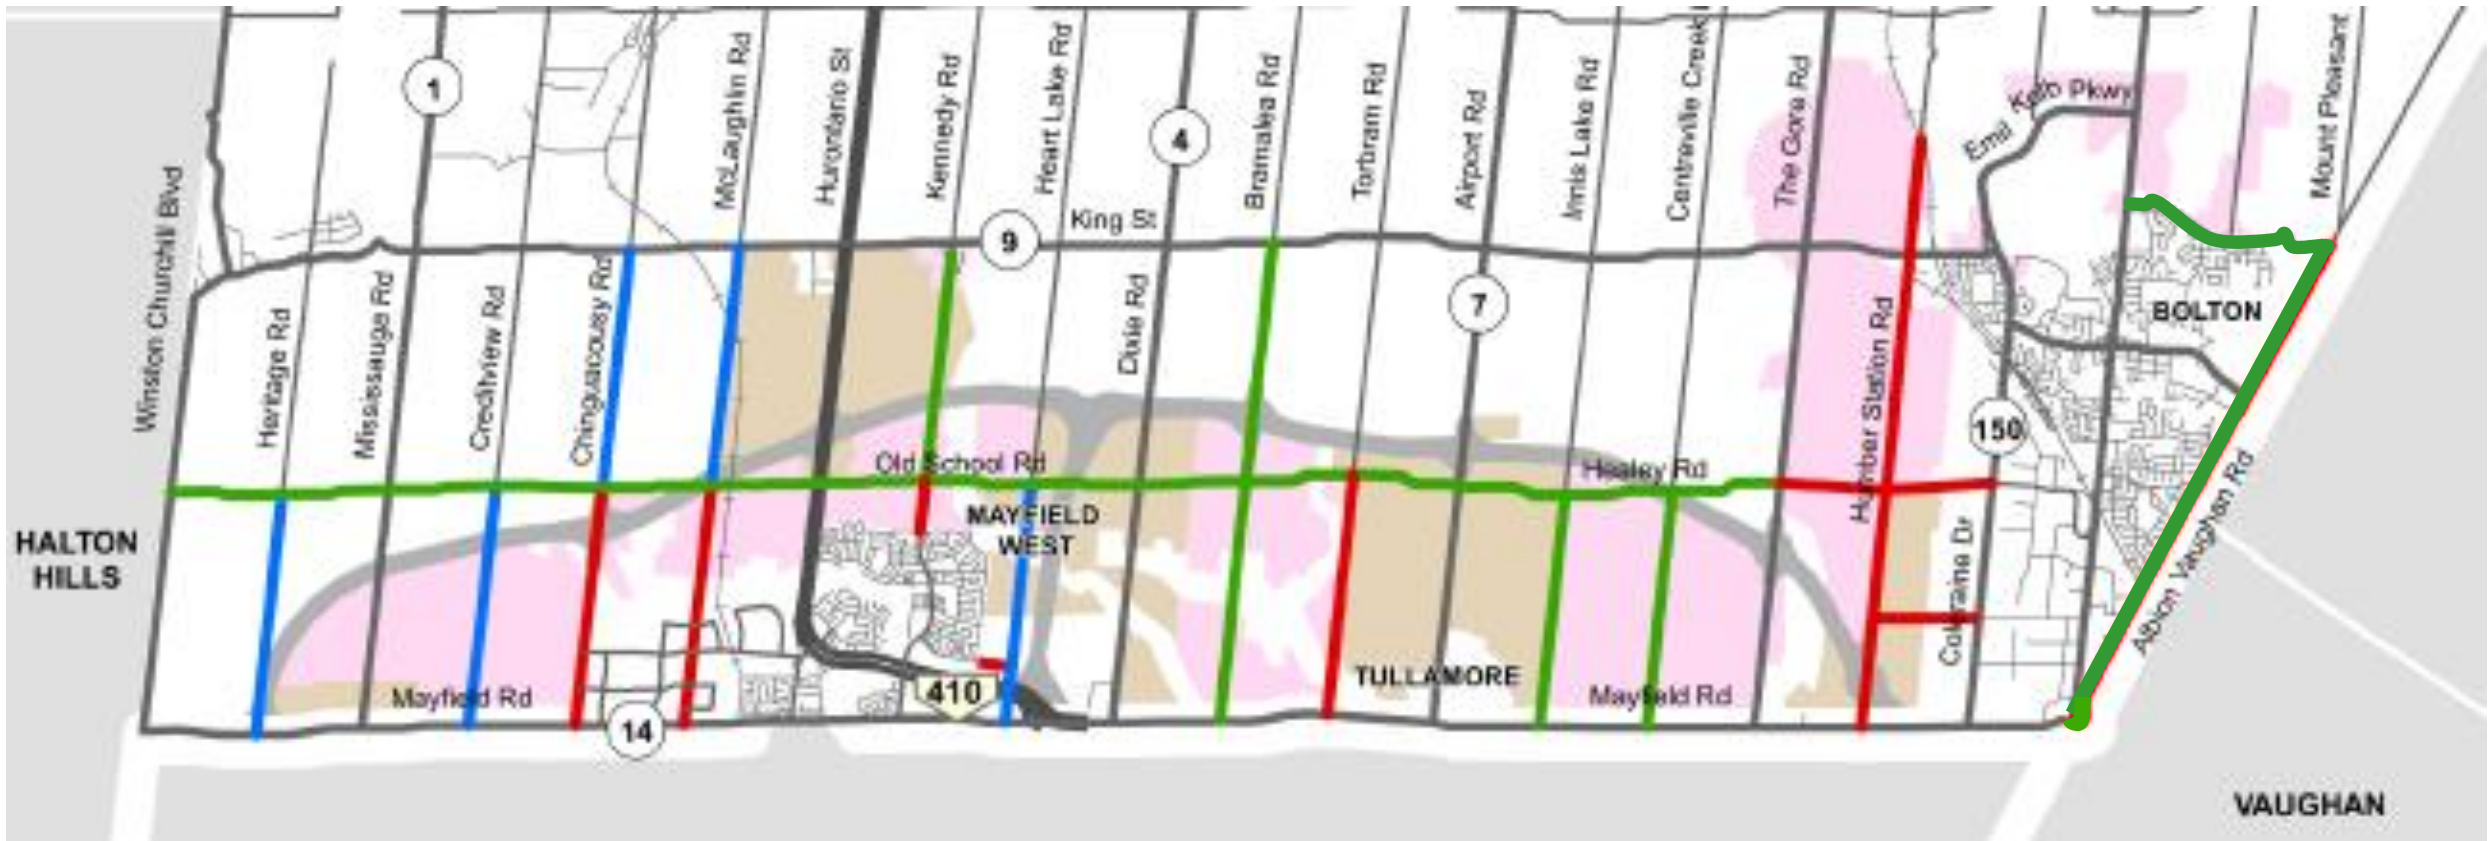 1
McLaughlin Rd
Hurontario St
Kennedy Rd
Heart Lake Rd
4
Bramalea Rd
Torbram Rd
Airport Rd
Innis Lake Rd
Centreville Creek
The Gore Rd
Emil Kolb Pkwy
Mount Pleasant
Winston Churchill Blvd
King St
9
7
Heritage Rd
Mississauga Rd
Creditview Rd
Chinguacousy Rd
Dixie Rd
Humber Station Rd
BOLTON
150
Old School Rd
Healey Rd
Albion Vaughan Rd
HALTON
HILLS
MAYFIELD
WEST
Coleraine Dr
TULLAMORE
Mayfield Rd
410
Mayfield Rd
14
VAUGHAN